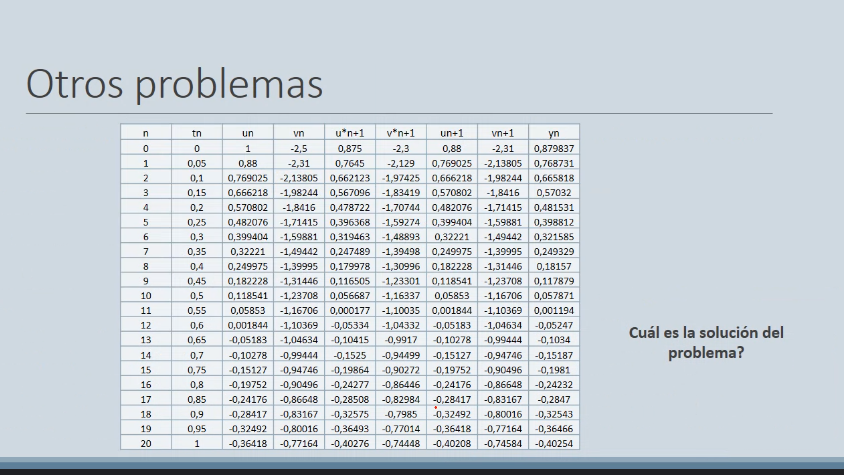 Otros problemas
n tn un vn u*n+1 v*n+1 un+1 vn+1 yn
0 0 1 -2,5 0,875 -2,3 0,88 -2,31 0,879837
1 0,05 0,88 -2,31 0,7645 -2,129 0,769025 -2,13805 0,768731
2 0,1 0,769025 -2,13805 0,662123 -1,97425 0,666218 -1,98244 0,665818
3 0,15 0,666218 -1,98244 0,567096 -1,83419 0,570802 -1,8416 0,57032
4 0,2 0,570802 -1,8416 0,478722 -1,70744 0,482076 -1,71415 0,481531
5 0,25 0,482076 -1,71415 0,396368 -1,59274 0,399404 -1,59881 0,398812
6 0,3 0,399404 -1,59881 0,319463 -1,48893 0,32221 -1,49442 0,321585
7 0,35 0,32221 -1,49442 0,247489 -1,39498 0,249975 -1,39995 0,249329
8 0,4 0,249975 -1,39995 0,179978 -1,30996 0,182228 -1,31446 0,18157
9 0,45 0,182228 -1,31446 0,116505 -1,23301 0,118541 -1,23708 0,117879
10 0,5 0,118541 -1,23708 0,056687 -1,16337 0,05853 -1,16706 0,057871
11 0,55 0,05853 -1,16706 0,000177 -1,10035 0,001844 -1,10369 0,001194
12 0,6 0,001844 -1,10369 -0,05334 -1,04332 -0,05183 -1,04634 -0,05247
13 0,65 -0,05183 -1,04634 -0,10415 -0,9917 -0,10278 -0,99444 -0,1034
14 0,7 -0,10278 -0,99444 -0,1525 -0,94499 -0,15127 -0,94746 -0,15187
15 0,75 -0,15127 -0,94746 -0,19864 -0,90272 -0,19752 -0,90496 -0,1981
16 0,8 -0,19752 -0,90496 -0,24277 -0,86446 -0,24176 -0,86648 -0,24232
17 0,85 -0,24176 -0,86648 -0,28508 -0,82984 -0,28417 -0,83167 -0,2847
18 0,9 -0,28417 -0,83167 -0,32575 -0,7985 -0,32492 -0,80016 -0,32543
19 0,95 -0,32492 -0,80016 -0,36493 -0,77014 -0,36418 -0,77164 -0,36466
20 1 -0,36418 -0,77164 -0,40276 -0,74448 -0,40208 -0,74584 -0,40254
Cuál es la solución del
problema?